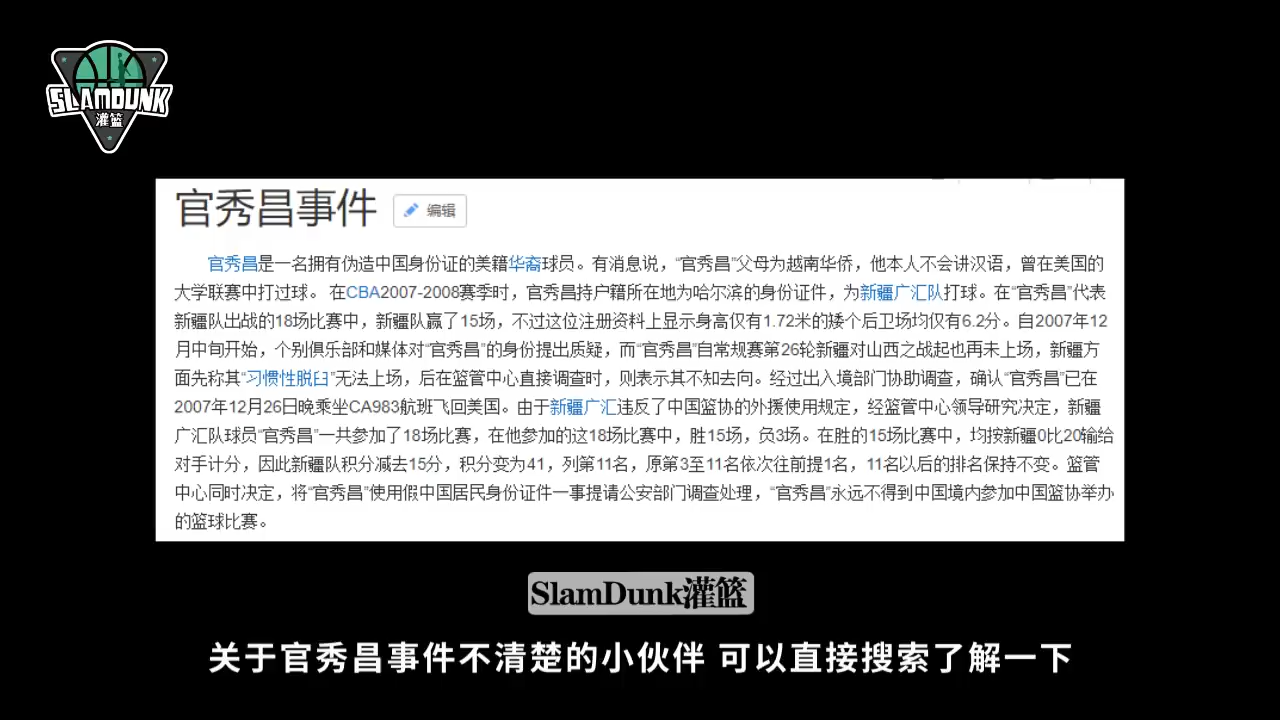 SLAMDUNK
灌篮
官秀昌事件 编辑
官秀昌是一名拥有伪造中国身份证的美籍华裔球员。有消息说，“官秀昌”父母为越南华侨，他本人不会讲汉语，曾在美国的
大学联赛中打过球。 在CBA2007-2008赛季时，官秀昌持户籍所在地为哈尔滨的身份证件，为新疆广汇队打球。在“官秀昌”代表
新疆队出战的18场比赛中，新疆队赢了15场，不过这位注册资料上显示身高仅有1.72米的矮个后卫场均仅有6.2分。自2007年12
月中旬开始，个别俱乐部和媒体对“官秀昌”的身份提出质疑，而“官秀昌”自常规赛第26轮新疆对山西之战起也再未上场，新疆方
面先称其“习惯性脱臼”无法上场，后在篮管中心直接调查时，则表示其不知去向。经过出入境部门协助调查，确认“官秀昌”已在
2007年12月26日晚乘坐CA983航班飞回美国。由于新疆广汇违反了中国篮协的外援使用规定，经篮管中心领导研究决定，新疆
广汇队球员“官秀昌”一共参加了18场比赛，在他参加的这18场比赛中，胜15场，负3场。在胜的15场比赛中，均按新疆0比20输给
对手计分，因此新疆队积分减去15分，积分变为41，列第11名，原第3至11名依次往前提1名，11名以后的排名保持不变。篮管
中心同时决定，将“官秀昌”使用假中国居民身份证件一事提请公安部门调查处理，“官秀昌”永远不得到中国境内参加中国篮协举办
的篮球比赛。
SlamDunk灌篮
关于官秀昌事件不清楚的小伙伴 可以直接搜索了解一下